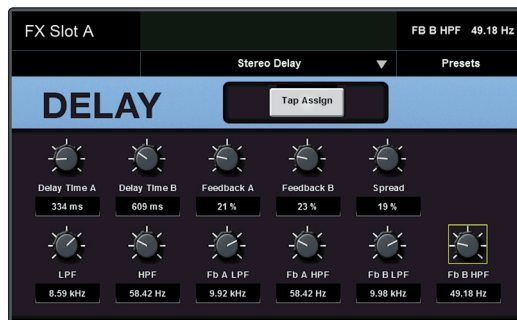 FX Slot A
FB B HPF 49.18 Hz
Stereo Delay
Presets
DELAY
Tap Assign
Delay Time A
Delay Time B
Feedback A
Feedback B
Spread
334 ms
609 ms
21 %
23 %
19 %
LPF
HPF
Fb A LPF
Fb A HPF
Fb B LPF
Fb B HPF
8.59 kHz
58.42 Hz
9.92 kHz
58.42 Hz
9.98 kHz
49.18 Hz